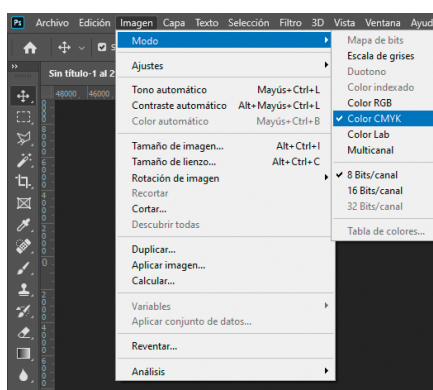 Ps Archivo Edición Imagen Capa Texto Selección Filtro 3D Vista Ventana
Sin título-1 al
48000 46000
Modo
Ajustes
Tono automático Mayús+Ctrl+L
Contraste automático Alt+Mayús+Ctrl+L
Color automático Mayús+Ctrl+B
Tamaño de imagen... Alt+Ctrl+I
Tamaño de lienzo... Alt+Ctrl+C
Rotación de imagen
Recortar
Cortar...
Descubrir todas
Duplicar...
Aplicar imagen...
Calcular...
Variables
Aplicar conjunto de datos...
Reventar...
Análisis
Mapa de bits
Escala de grises
Duotono
Color indexado
Color RGB
Color CMYK
Color Lab
Multicanal
8 Bits/canal
16 Bits/canal
32 Bits/canal
Tabla de colores...